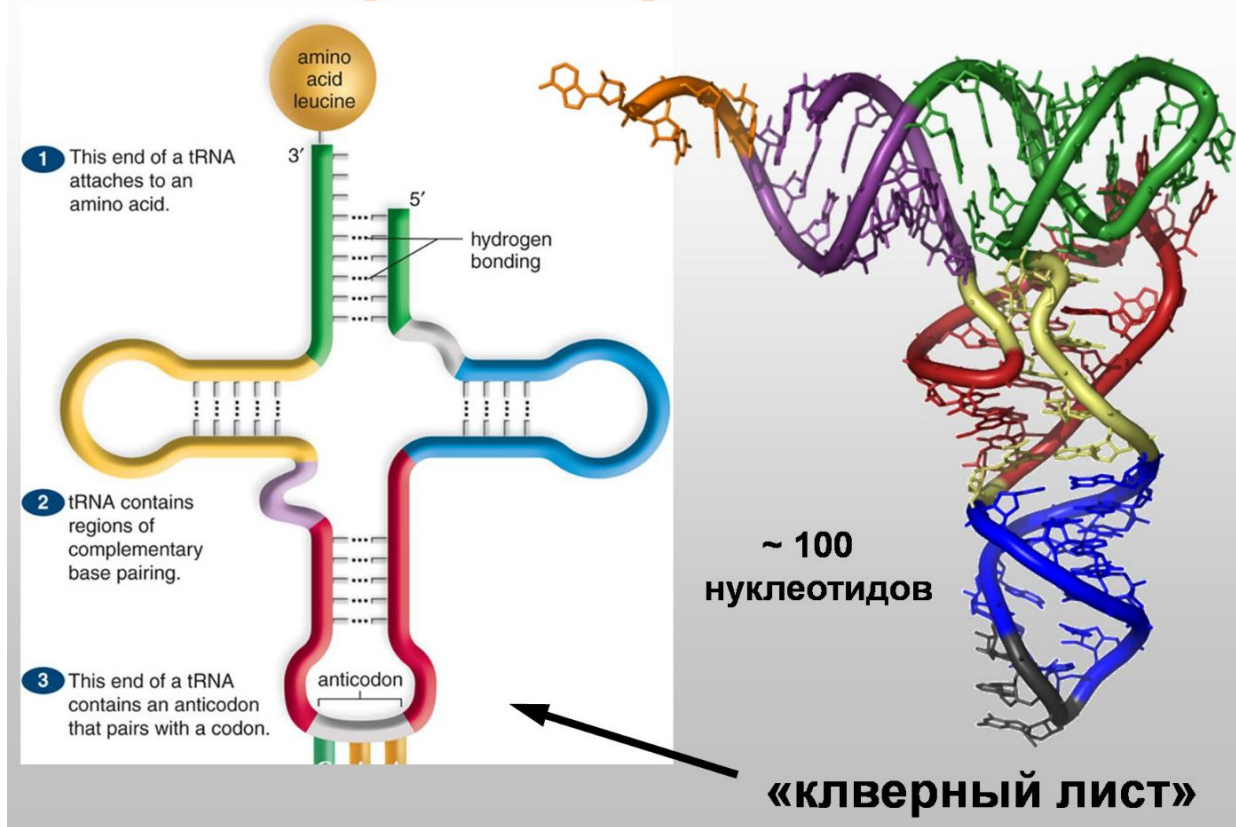 amino
acid
leucine
3′
1 This end of a tRNA
attaches to an
amino acid.
5′
hydrogen
bonding
2 tRNA contains
regions of
complementary
base pairing.
~ 100
нуклеотидов
3 This end of a tRNA
contains an anticodon
that pairs with a codon.
anticodon
«клверный лист»